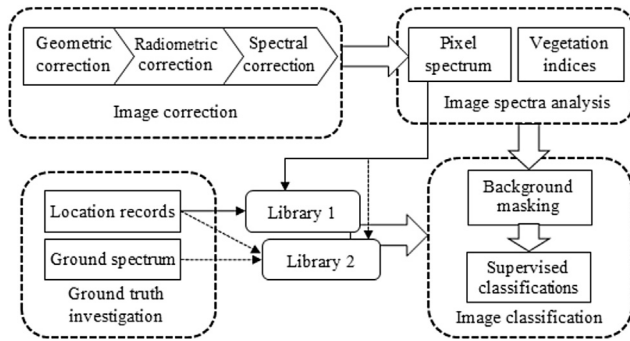 Geometric
correction
Radiometric
correction
Spectral
correction
Image correction
Pixel
spectrum
Vegetation
indices
Image spectra analysis
Location records
Ground spectrum
Ground truth
investigation
Library 1
Library 2
Background
masking
Supervised
classifications
Image classification